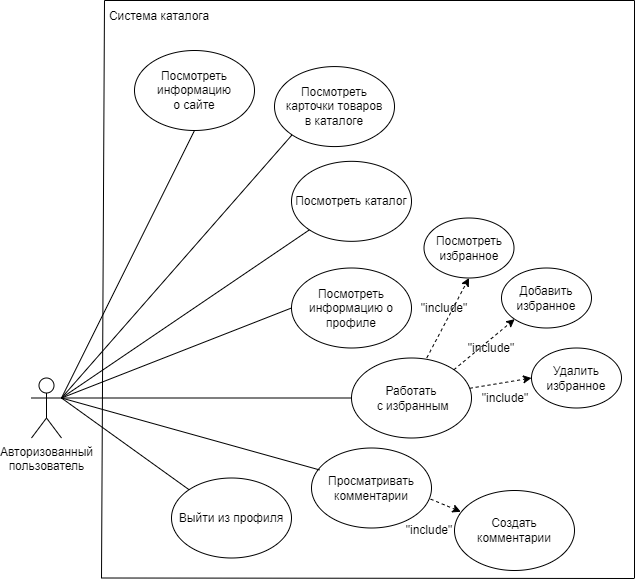 Система каталога
Посмотреть
информацию
о сайте
Посмотреть
карточки товаров
в каталоге
Посмотреть каталог
Посмотреть
избранное
Посмотреть
информацию о
профиле
"include"
Добавить
избранное
"include"
Удалить
избранное
"include"
Работать
с избранным
Авторизованный
пользователь
Просматривать
комментарии
Выйти из профиля
"include"
Создать
комментарии